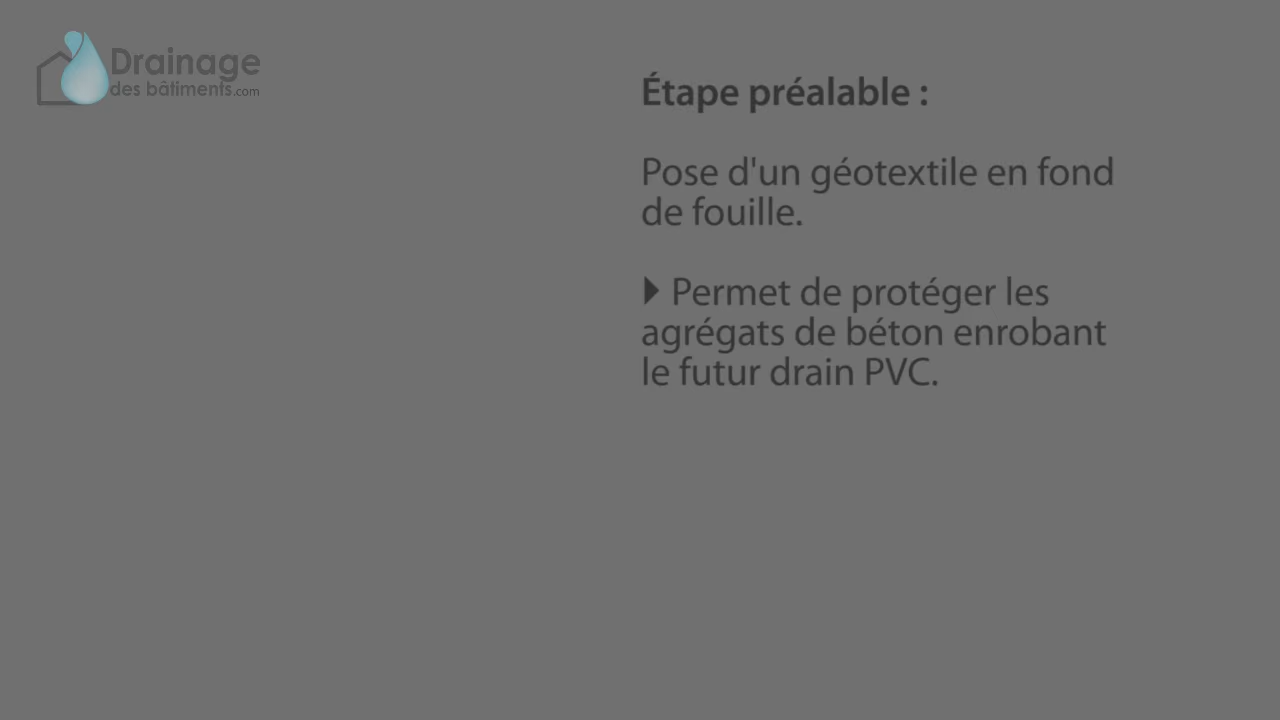 Drainage
des bâtiments.com
Étape préalable :
Pose d'un géotextile en fond
de fouille.
Permet de protéger les
agrégats de béton enrobant
le futur drain PVC.